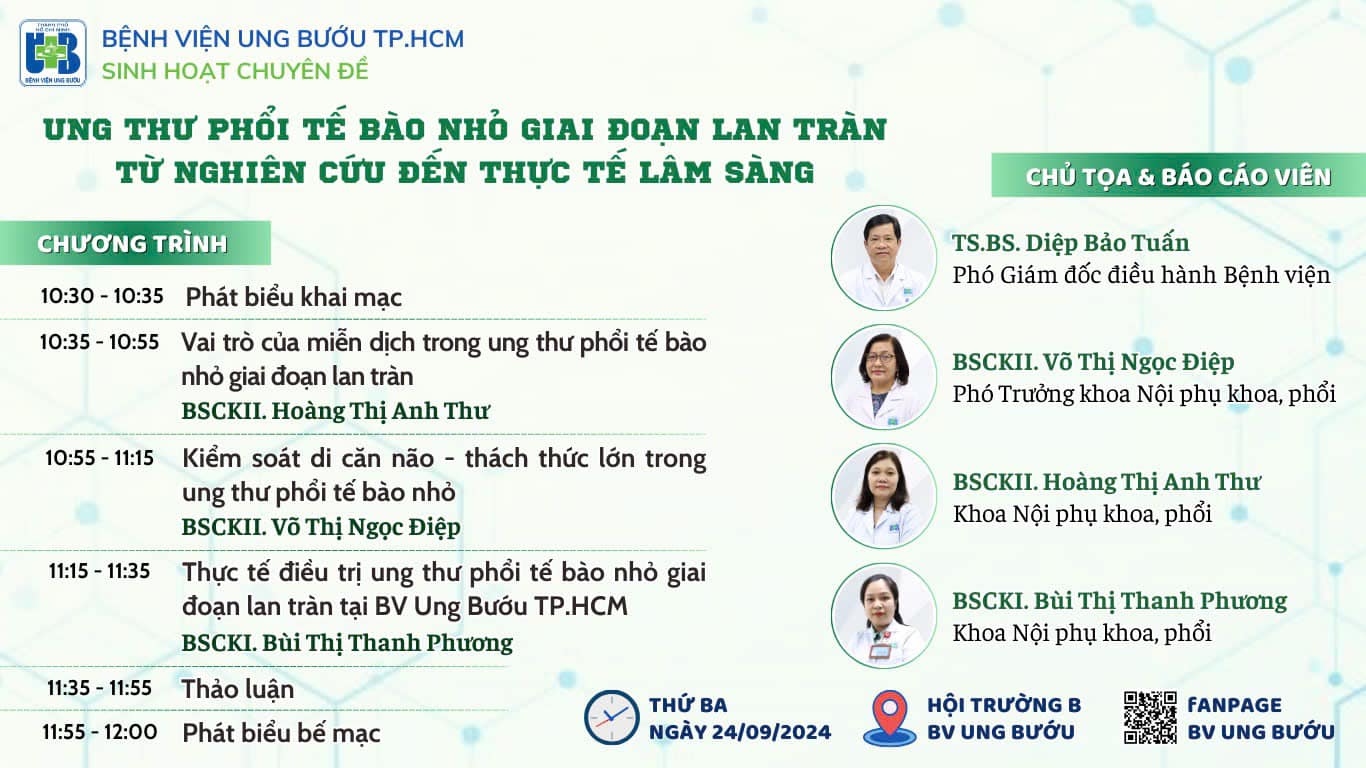 THÀNH PHỐ
HỒ CHÍ MINH
UB
BỆNH VIỆN UNG BƯỚU
BỆNH VIỆN UNG BƯỚU TP.HCM
SINH HOẠT CHUYÊN ĐỀ
UNG THƯ PHỔI TẾ BÀO NHỎ GIAI ĐOẠN LAN TRÀN
TỪ NGHIÊN CỨU ĐẾN THỰC TẾ LÂM SÀNG
CHƯƠNG TRÌNH
10:30 - 10:35 Phát biểu khai mạc
10:35 - 10:55 Vai trò của miễn dịch trong ung thư phổi tế bào
nhỏ giai đoạn lan tràn
BSCKII. Hoàng Thị Anh Thư
10:55 - 11:15 Kiểm soát di căn não - thách thức lớn trong
ung thư phổi tế bào nhỏ
BSCKII. Võ Thị Ngọc Điệp
11:15 - 11:35 Thực tế điều trị ung thư phổi tế bào nhỏ giai
đoạn lan tràn tại BV Ung Bướu TP.HCM
BSCKI. Bùi Thị Thanh Phương
11:35 - 11:55 Thảo luận
11:55 - 12:00 Phát biểu bế mạc
CHỦ TỌA & BÁO CÁO VIÊN
TS.BS. Diệp Bảo Tuấn
Phó Giám đốc điều hành Bệnh viện
BSCKII. Võ Thị Ngọc Điệp
Phó Trưởng khoa Nội phụ khoa, phổi
BSCKII. Hoàng Thị Anh Thư
Khoa Nội phụ khoa, phổi
BSCKI. Bùi Thị Thanh Phương
Khoa Nội phụ khoa, phổi
THỨ BA
NGÀY 24/09/2024
HỘI TRƯỜNG B
BV UNG BƯỚU
fANPAGE
BV UNG BƯỚU